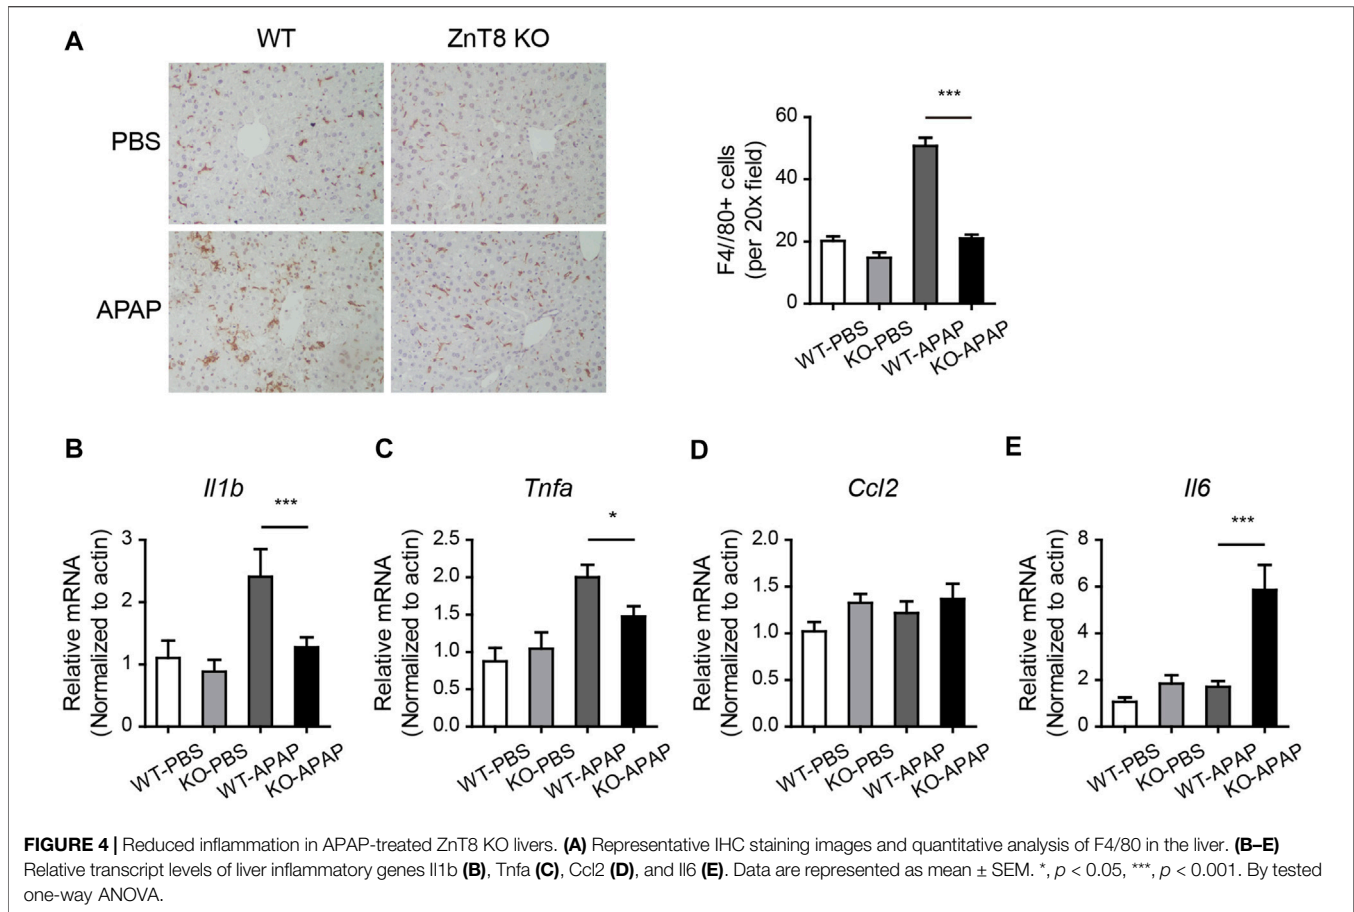 A
WT
ZnT8 KO
PBS
APAP
***
60
40
20
0
F4//80+ cells
(per 20x field)
WT-PBS
KO-PBS
WT-APAP
KO-APAP
B
Il1b
***
3
2
1
0
Relative mRNA
(Normalized to actin)
WT-PBS
KO-PBS
WT-APAP
KO-APAP
C
Tnfa
*
2.5
2.0
1.5
1.0
0.5
0.0
Relative mRNA
(Normalized to actin)
WT-PBS
KO-PBS
WT-APAP
KO-APAP
D
Ccl2
2.0
1.5
1.0
0.5
0.0
Relative mRNA
(Normalized to actin)
WT-PBS
KO-PBS
WT-APAP
KO-APAP
E
Il6
***
8
6
4
2
0
Relative mRNA
(Normalized to actin)
WT-PBS
KO-PBS
WT-APAP
KO-APAP
FIGURE 4 | Reduced inflammation in APAP-treated ZnT8 KO livers. (A) Representative IHC staining images and quantitative analysis of F4/80 in the liver. (B–E)
Relative transcript levels of liver inflammatory genes Il1b (B), Tnfa (C), Ccl2 (D), and Il6 (E). Data are represented as mean ± SEM. *, p < 0.05, ***, p < 0.001. By tested
one-way ANOVA.